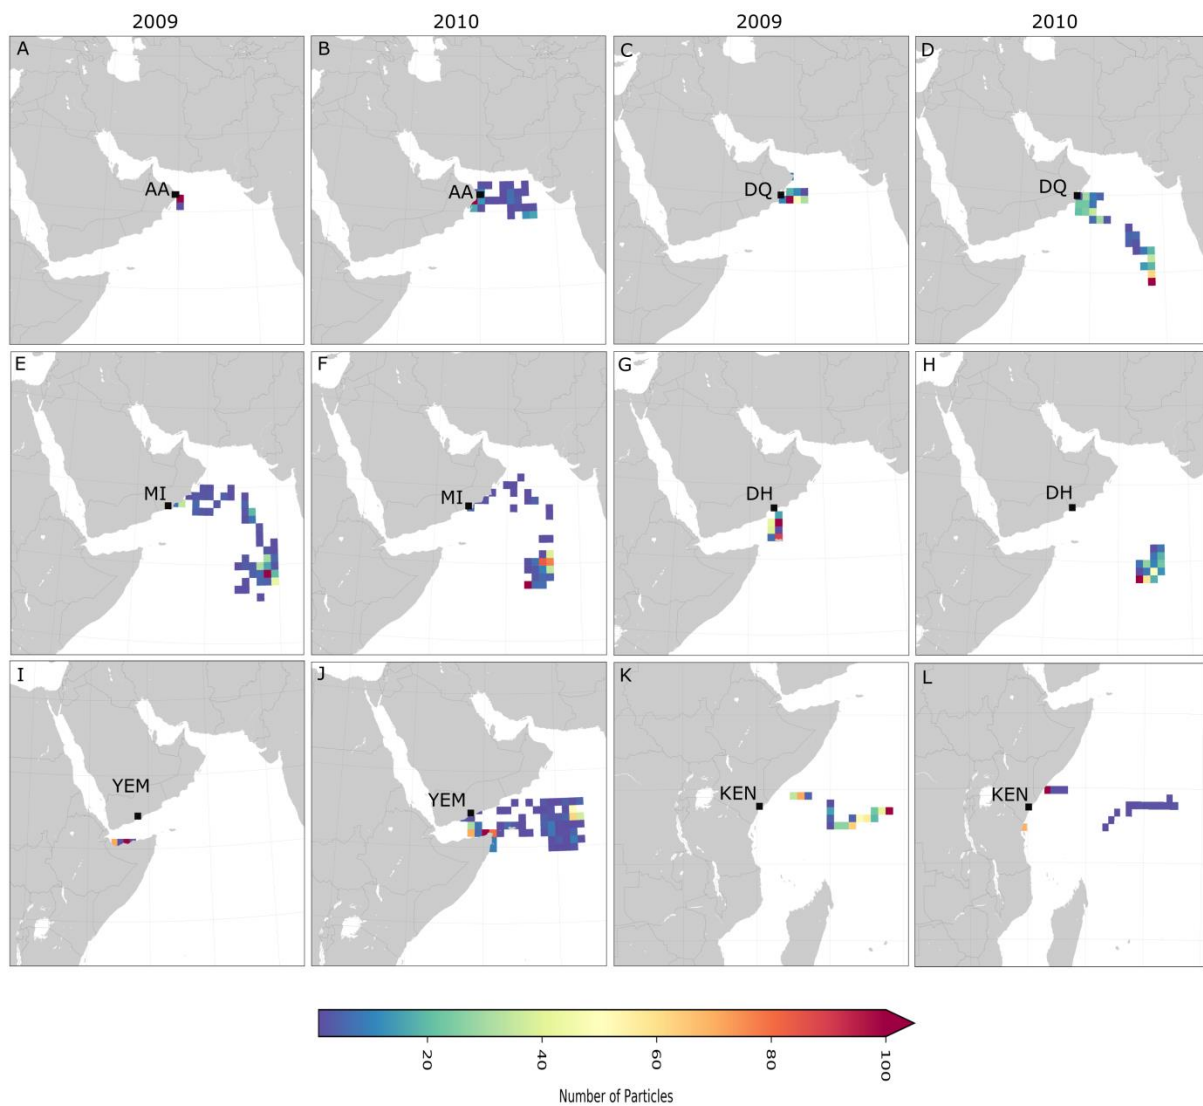 2009 2010 2009 2010
A B C D
AA AA DQ DQ
E F G H
MI MI DH DH
I J K L
YEM YEM KEN KEN
20 40 60 80 100
Number of Particles